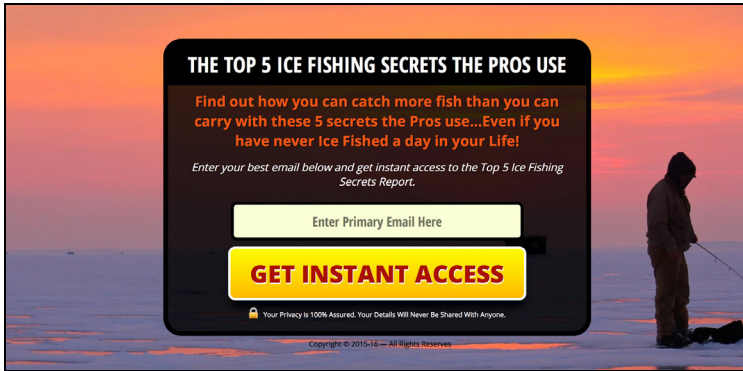 THE TOP 5 ICE FISHING SECRETS THE PROS USE
Find out how you can catch more fish than you can
carry with these 5 secrets the Pros use...Even if you
have never Ice Fished a day in your Life!
Enter your best email below and get instant access to the Top 5 Ice Fishing
Secrets Report.
Enter Primary Email Here
GET INSTANT ACCESS
Your Privacy is 100% Assured. Your Details Will Never Be Shared With Anyone.
Copyright © 2015-16 — All Rights Reserves